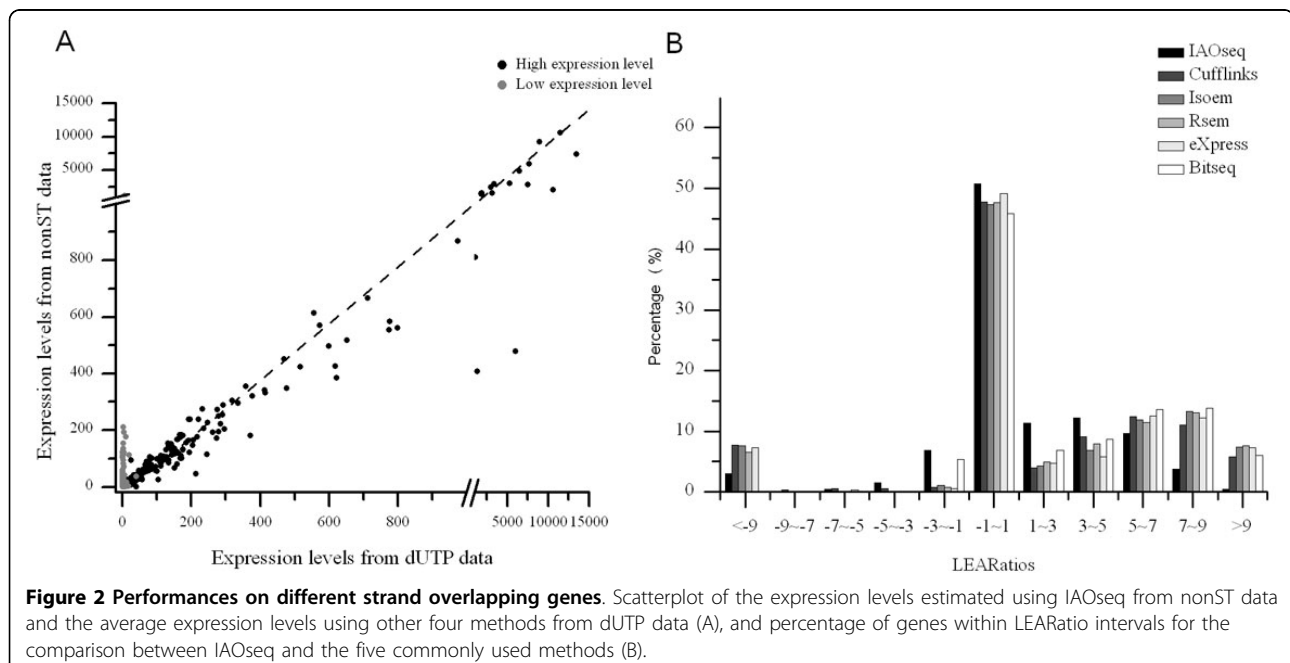 A
High expression level
Low expression level
15000
10000
5000
800
600
400
200
0
Expression levels from nonST data
0 200 400 600 800 5000 10000 15000
Expression levels from dUTP data
B
IAOseq
Cufflinks
Isoem
Rsem
eXpress
Bitseq
60
50
40
30
20
10
0
Percentage (%)
<-9 -9~-7 -7~-5 -5~-3 -3~-1 -1~1 1~3 3~5 5~7 7~9 >9
LEARatios
Figure 2 Performances on different strand overlapping genes. Scatterplot of the expression levels estimated using IAOseq from nonST data
and the average expression levels using other four methods from dUTP data (A), and percentage of genes within LEARatio intervals for the
comparison between IAOseq and the five commonly used methods (B).